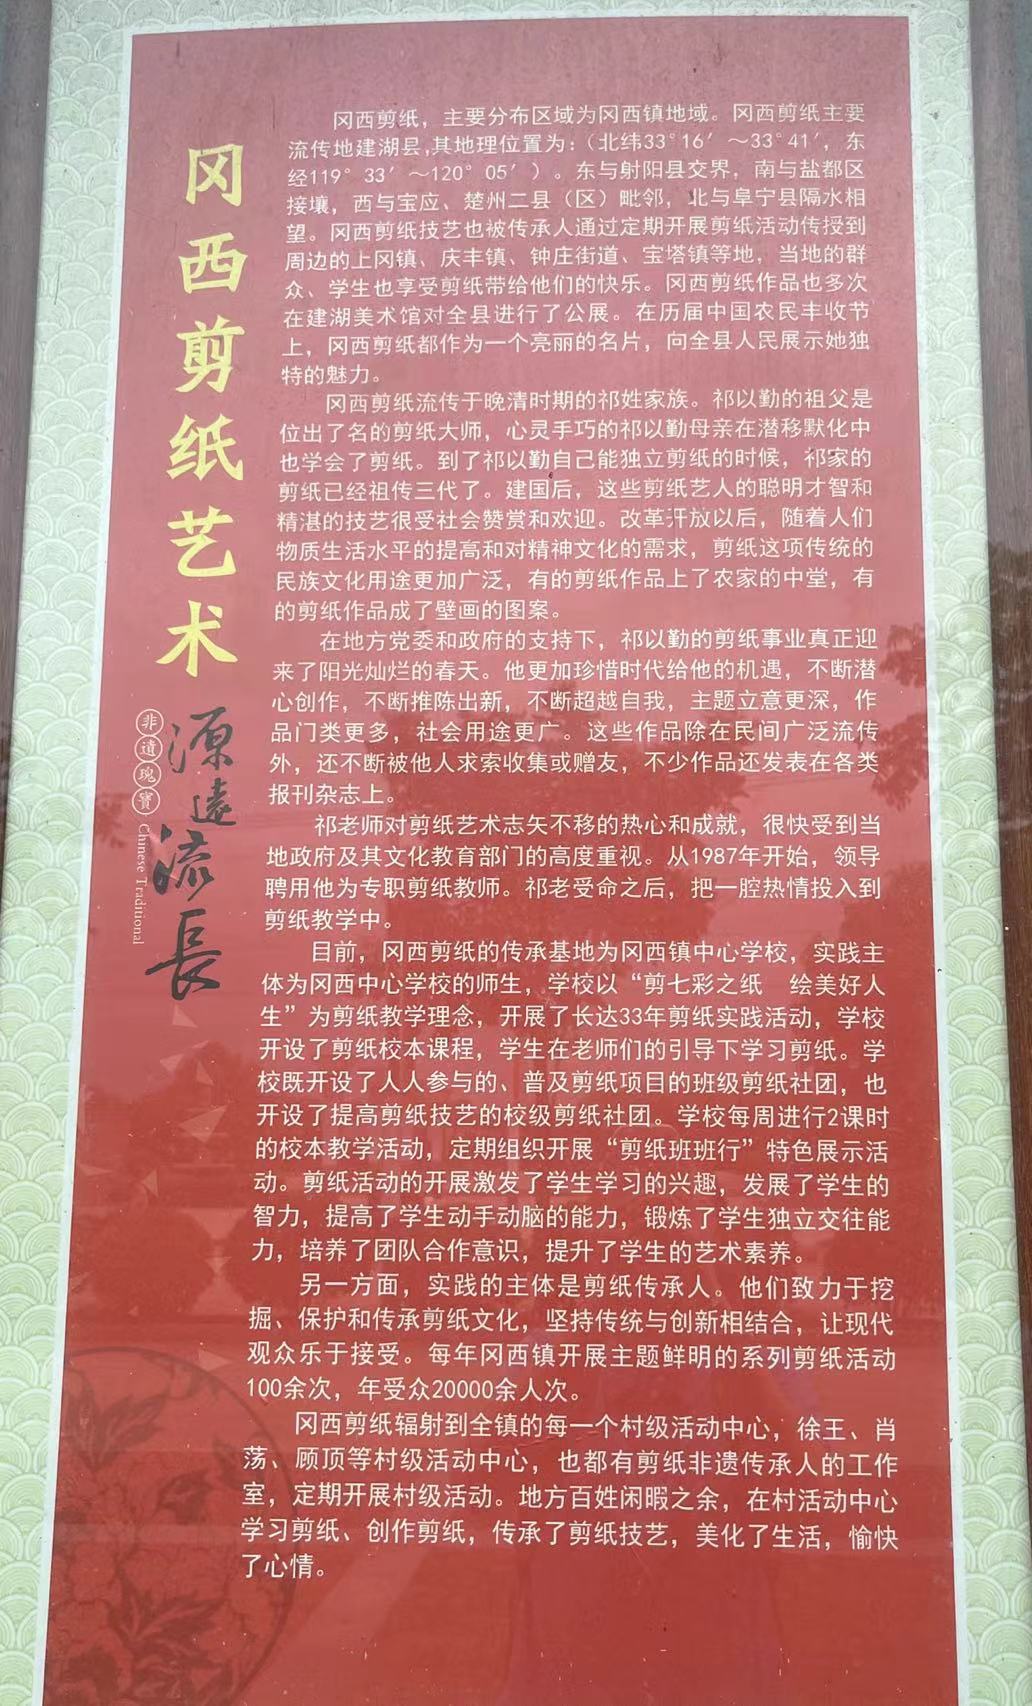 冈西剪纸艺术
非遺瑰寶
Chinese Traditional
源遠流長
冈西剪纸，主要分布区域为冈西镇地域。冈西剪纸主要
流传地建湖县,其地理位置为：（北纬33°16′～33°41′，东
经119°33′～120°05′）。东与射阳县交界，南与盐都区
接壤，西与宝应、楚州二县（区）毗邻，北与阜宁县隔水相
望。冈西剪纸技艺也被传承人通过定期开展剪纸活动传授到
周边的上冈镇、庆丰镇、钟庄街道、宝塔镇等地，当地的群
众、学生也享受剪纸带给他们的快乐。冈西剪纸作品也多次
在建湖美术馆对全县进行了公展。在历届中国农民丰收节
上，冈西剪纸都作为一个亮丽的名片，向全县人民展示她独
特的魅力。
冈西剪纸流传于晚清时期的祁姓家族。祁以勤的祖父是
位出了名的剪纸大师，心灵手巧的祁以勤母亲在潜移默化中
也学会了剪纸。到了祁以勤自己能独立剪纸的时候，祁家的
剪纸已经祖传三代了。建国后，这些剪纸艺人的聪明才智和
精湛的技艺很受社会赞赏和欢迎。改革开放以后，随着人们
物质生活水平的提高和对精神文化的需求，剪纸这项传统的
民族文化用途更加广泛，有的剪纸作品上了农家的中堂，有
的剪纸作品成了壁画的图案。
在地方党委和政府的支持下，祁以勤的剪纸事业真正迎
来了阳光灿烂的春天。他更加珍惜时代给他的机遇，不断潜
心创作，不断推陈出新，不断超越自我，主题立意更深，作
品门类更多，社会用途更广。这些作品除在民间广泛流传
外，还不断被他人求索收集或赠友，不少作品还发表在各类
报刊杂志上。
祁老师对剪纸艺术志矢不移的热心和成就，很快受到当
地政府及其文化教育部门的高度重视。从1987年开始，领导
聘用他为专职剪纸教师。祁老受命之后，把一腔热情投入到
剪纸教学中。
目前，冈西剪纸的传承基地为冈西镇中心学校，实践主
体为冈西中心学校的师生，学校以“剪七彩之纸　绘美好人
生”为剪纸教学理念，开展了长达33年剪纸实践活动，学校
开设了剪纸校本课程，学生在老师们的引导下学习剪纸。学
校既开设了人人参与的、普及剪纸项目的班级剪纸社团，也
开设了提高剪纸技艺的校级剪纸社团。学校每周进行2课时
的校本教学活动，定期组织开展“剪纸班班行”特色展示活
动。剪纸活动的开展激发了学生学习的兴趣，发展了学生的
智力，提高了学生动手动脑的能力，锻炼了学生独立交往能
力，培养了团队合作意识，提升了学生的艺术素养。
另一方面，实践的主体是剪纸传承人。他们致力于挖
掘、保护和传承剪纸文化，坚持传统与创新相结合，让现代
观众乐于接受。每年冈西镇开展主题鲜明的系列剪纸活动
100余次，年受众20000余人次。
冈西剪纸辐射到全镇的每一个村级活动中心，徐王、肖
荡、顾顶等村级活动中心，也都有剪纸非遗传承人的工作
室，定期开展村级活动。地方百姓闲暇之余，在村活动中心
学习剪纸、创作剪纸，传承了剪纸技艺，美化了生活，愉快
了心情。